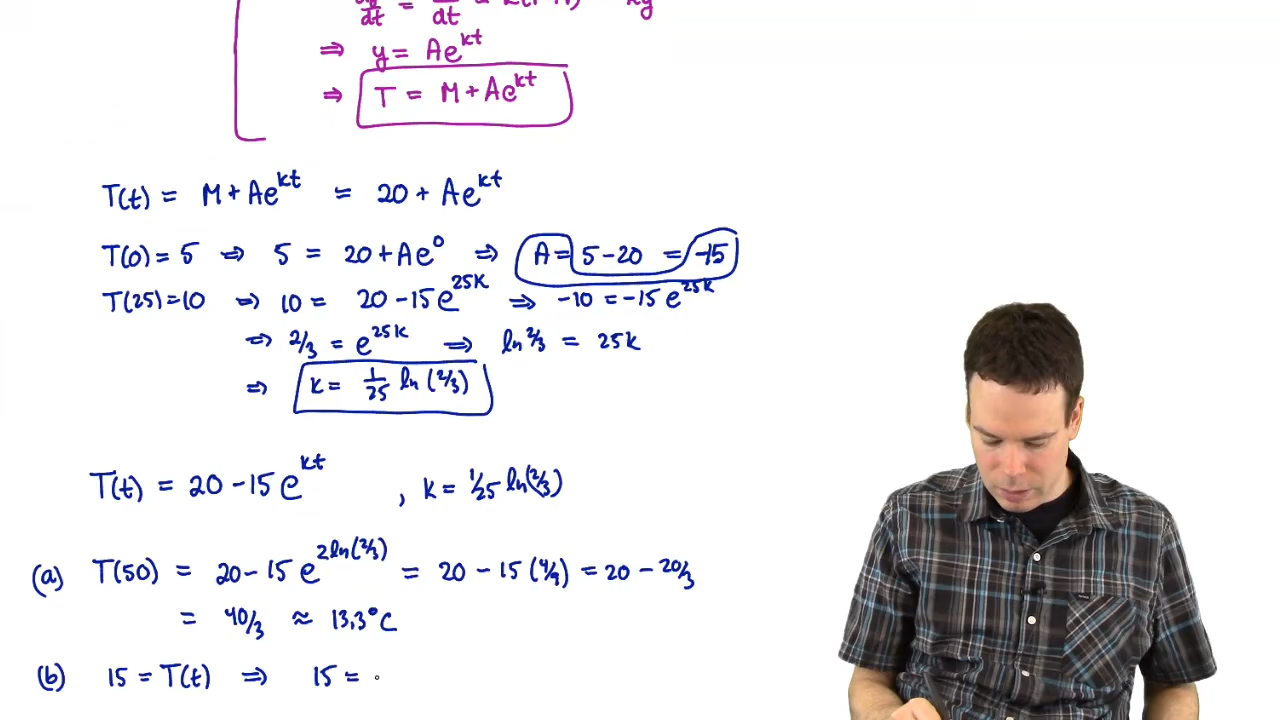 ⇒ y = Ae^kt
⇒ T = M + Ae^kt
T(t) = M + Ae^kt = 20 + Ae^kt
T(0) = 5 ⇒ 5 = 20 + Ae^0 ⇒ A = 5 - 20 = -15
T(25) = 10 ⇒ 10 = 20 - 15e^25k ⇒ -10 = -15e^25k
⇒ 2/3 = e^25k ⇒ ln 2/3 = 25k
⇒ k = 1/25 ln(2/3)
T(t) = 20 - 15e^kt , k = 1/25 ln(2/3)
(a) T(50) = 20 - 15e^2ln(2/3) = 20 - 15(4/9) = 20 - 20/3
= 40/3 ≈ 13.3°C
(b) 15 = T(t) ⇒ 15 =